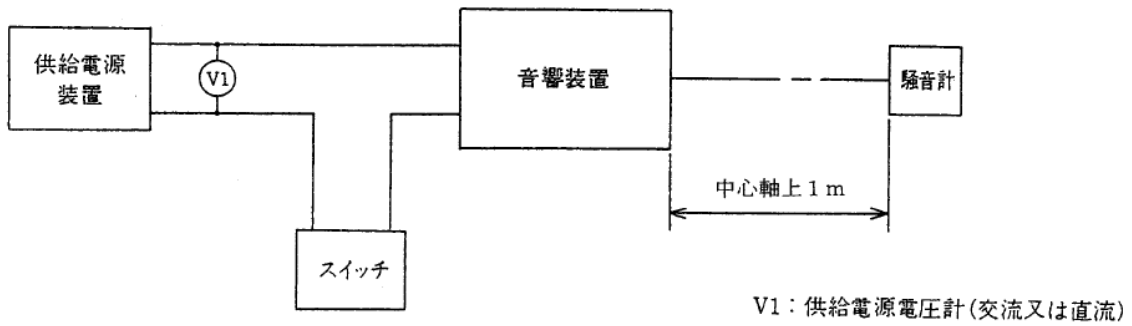 供給電源
装置
V1
音響装置
騒音計
中心軸上1m
スイッチ
V1：供給電源電圧計(交流又は直流)